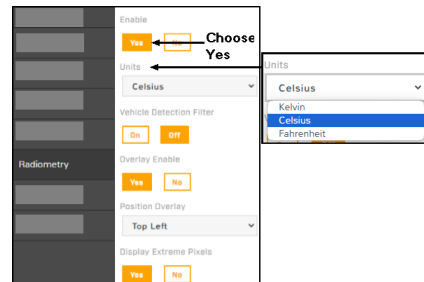 Enable
Yes No
Choose
Yes
Units
Celsius
Vehicle Detection Filter
On Off
Radiometry
Overlay Enable
Yes No
Position Overlay
Top Left
Display Extreme Pixels
Yes No
Units
Celsius
Kelvin
Celsius
Fahrenheit